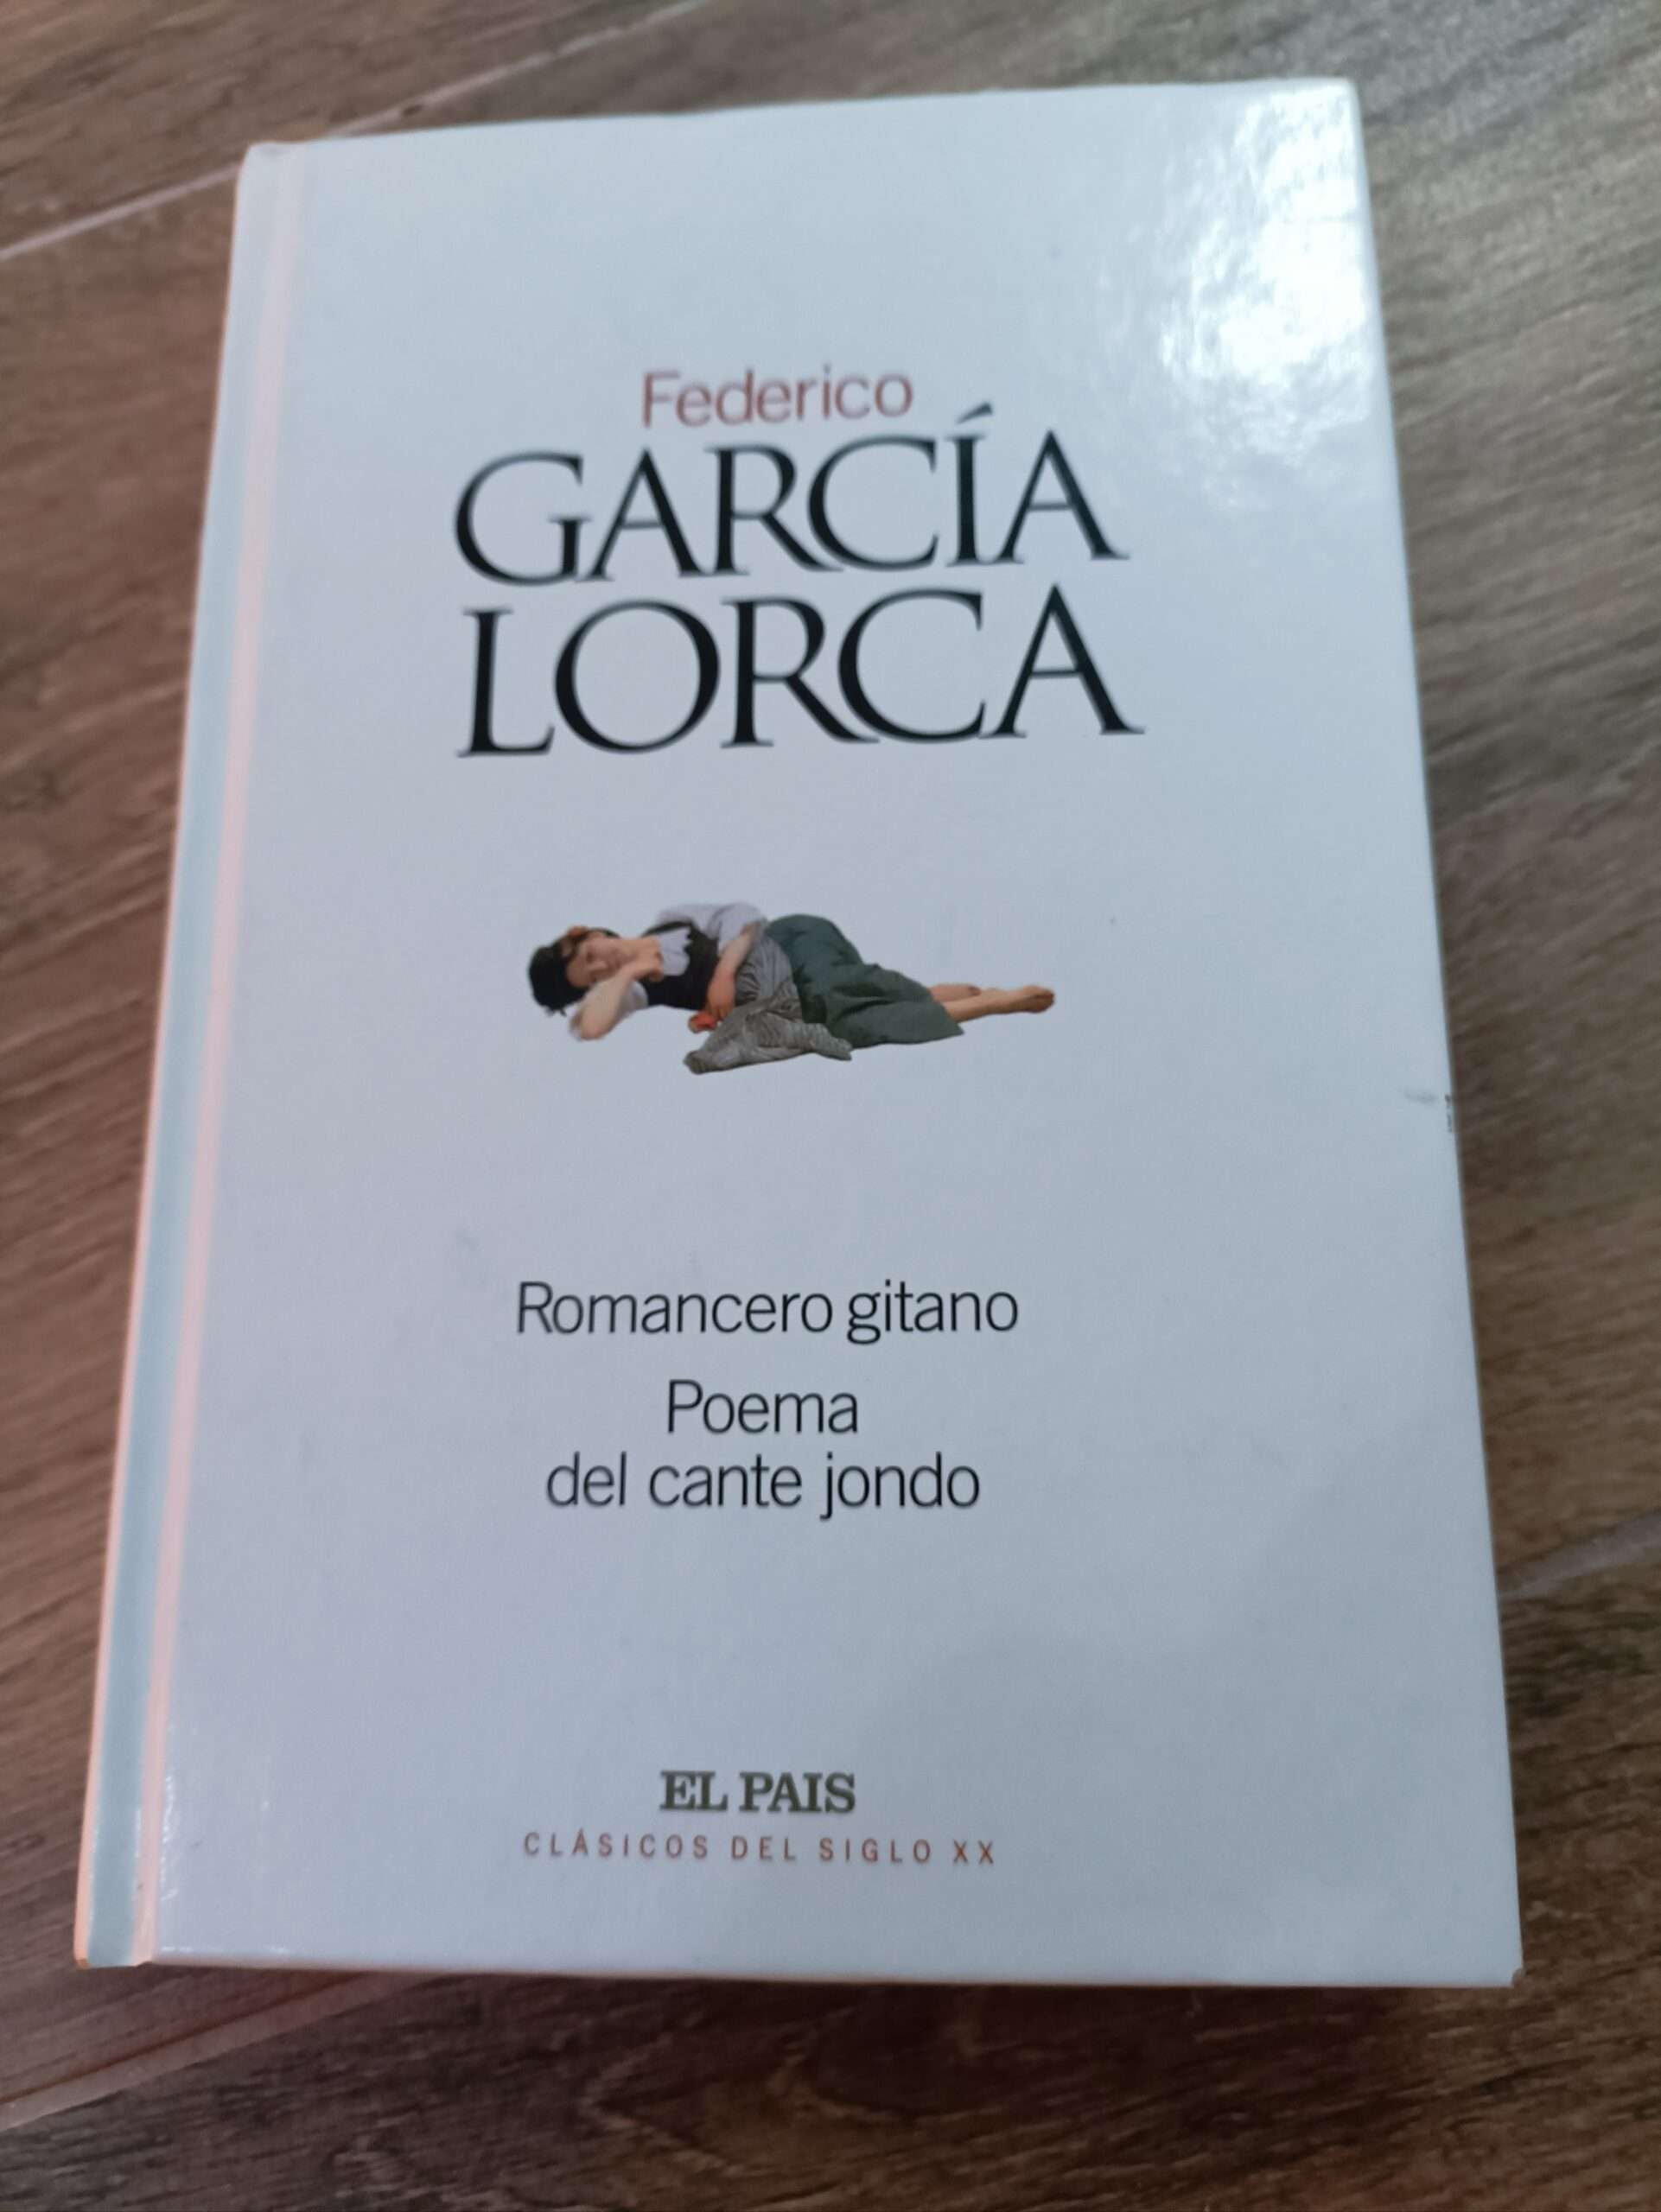 Federico
GARCÍA
LORCA
Romancero gitano
Poema
del cante jondo
EL PAIS
CLÁSICOS DEL SIGLO XX